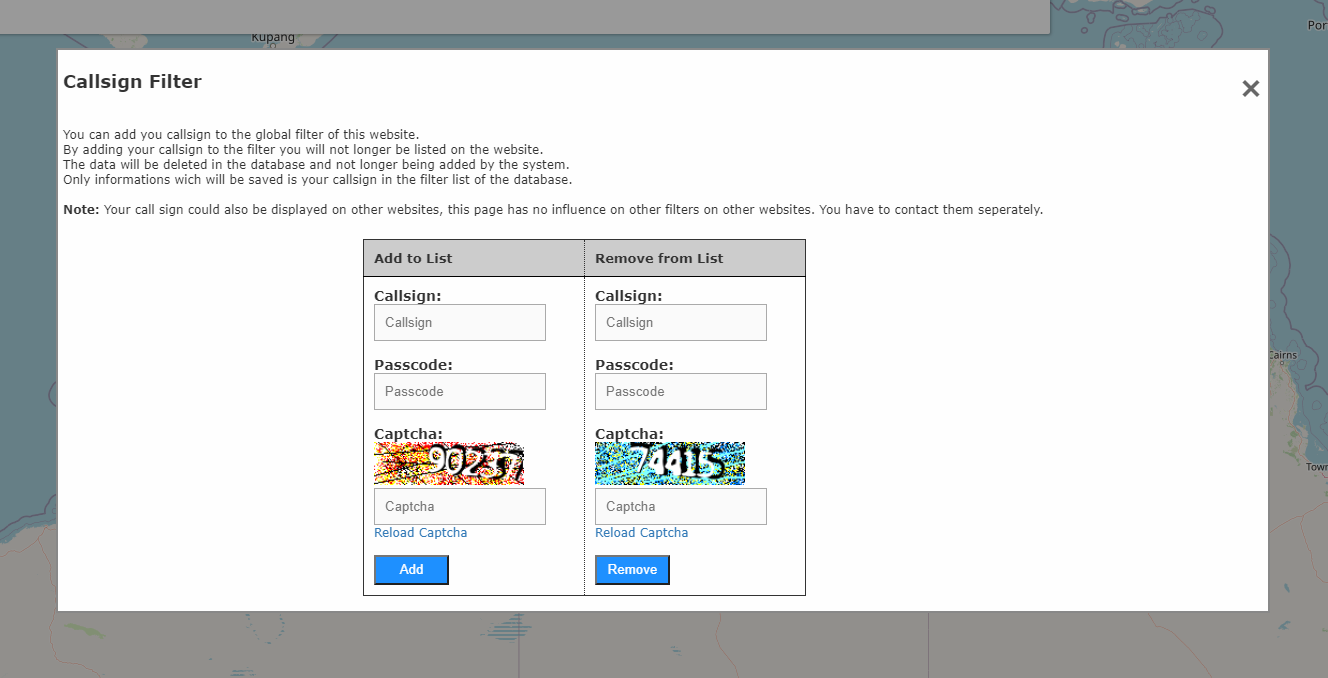 Kupang
Por
Callsign Filter
You can add you callsign to the global filter of this website.
By adding your callsign to the filter you will not longer be listed on the website.
The data will be deleted in the database and not longer being added by the system.
Only informations wich will be saved is your callsign in the filter list of the database.
Note: Your call sign could also be displayed on other websites, this page has no influence on other filters on other websites. You have to contact them seperately.
Add to List
Callsign:
Callsign
Passcode:
Passcode
Captcha:
Captcha
Reload Captcha
Add
Remove from List
Callsign:
Callsign
Passcode:
Passcode
Captcha:
Captcha
Reload Captcha
Remove
Cairns
Town